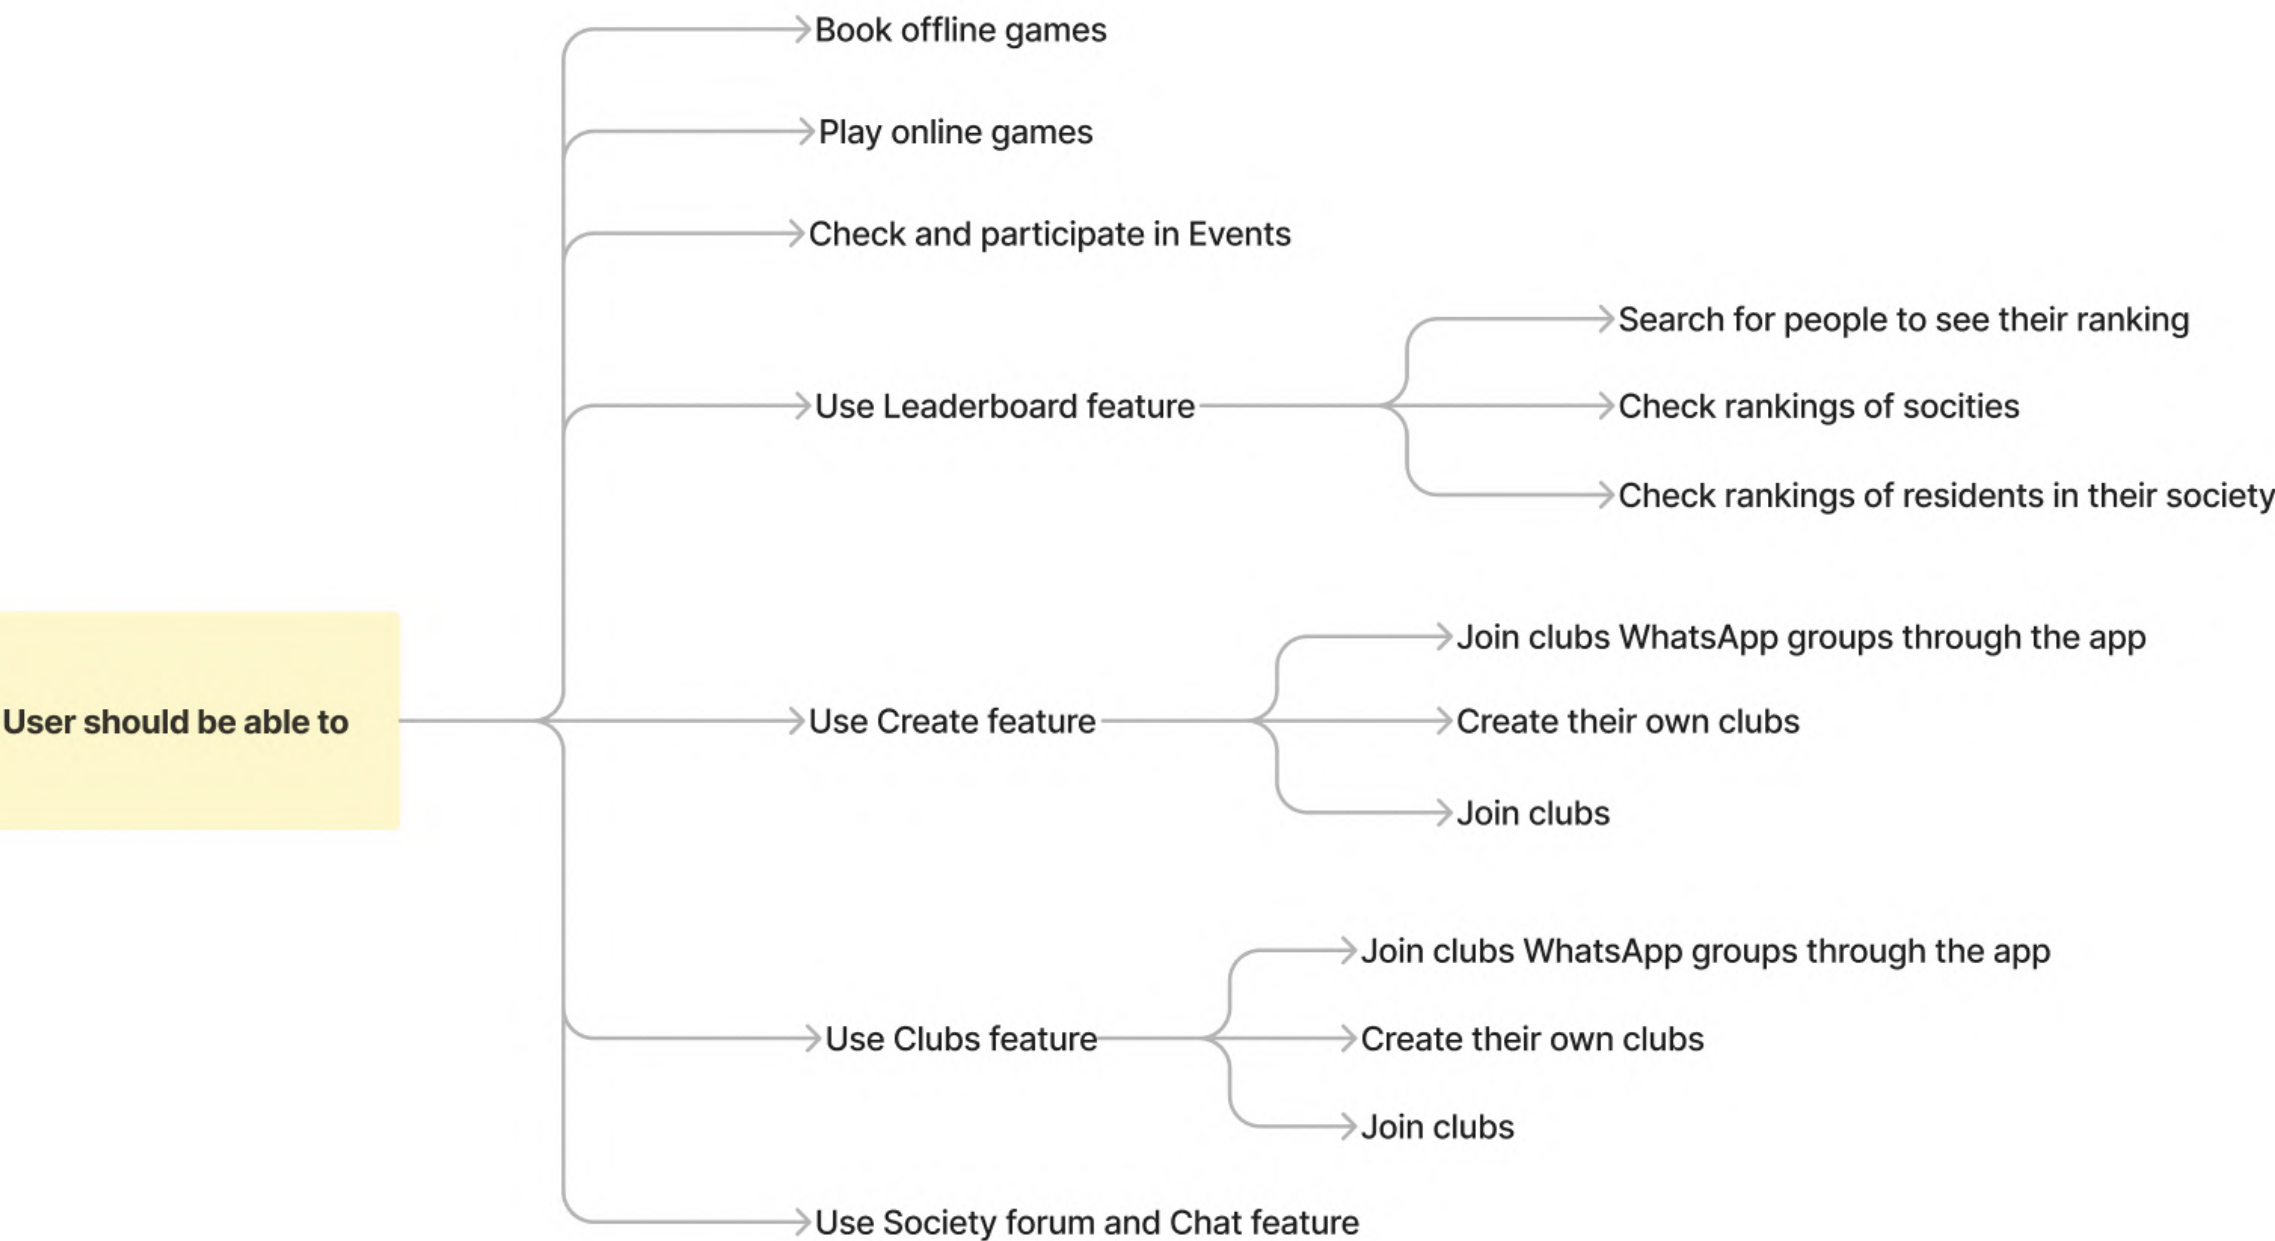 Book offline games
Play online games
Check and participate in Events
Use Leaderboard feature
Search for people to see their ranking
Check rankings of socities
Check rankings of residents in their society
User should be able to
Use Create feature
Join clubs WhatsApp groups through the app
Create their own clubs
Join clubs
Use Clubs feature
Join clubs WhatsApp groups through the app
Create their own clubs
Join clubs
Use Society forum and Chat feature